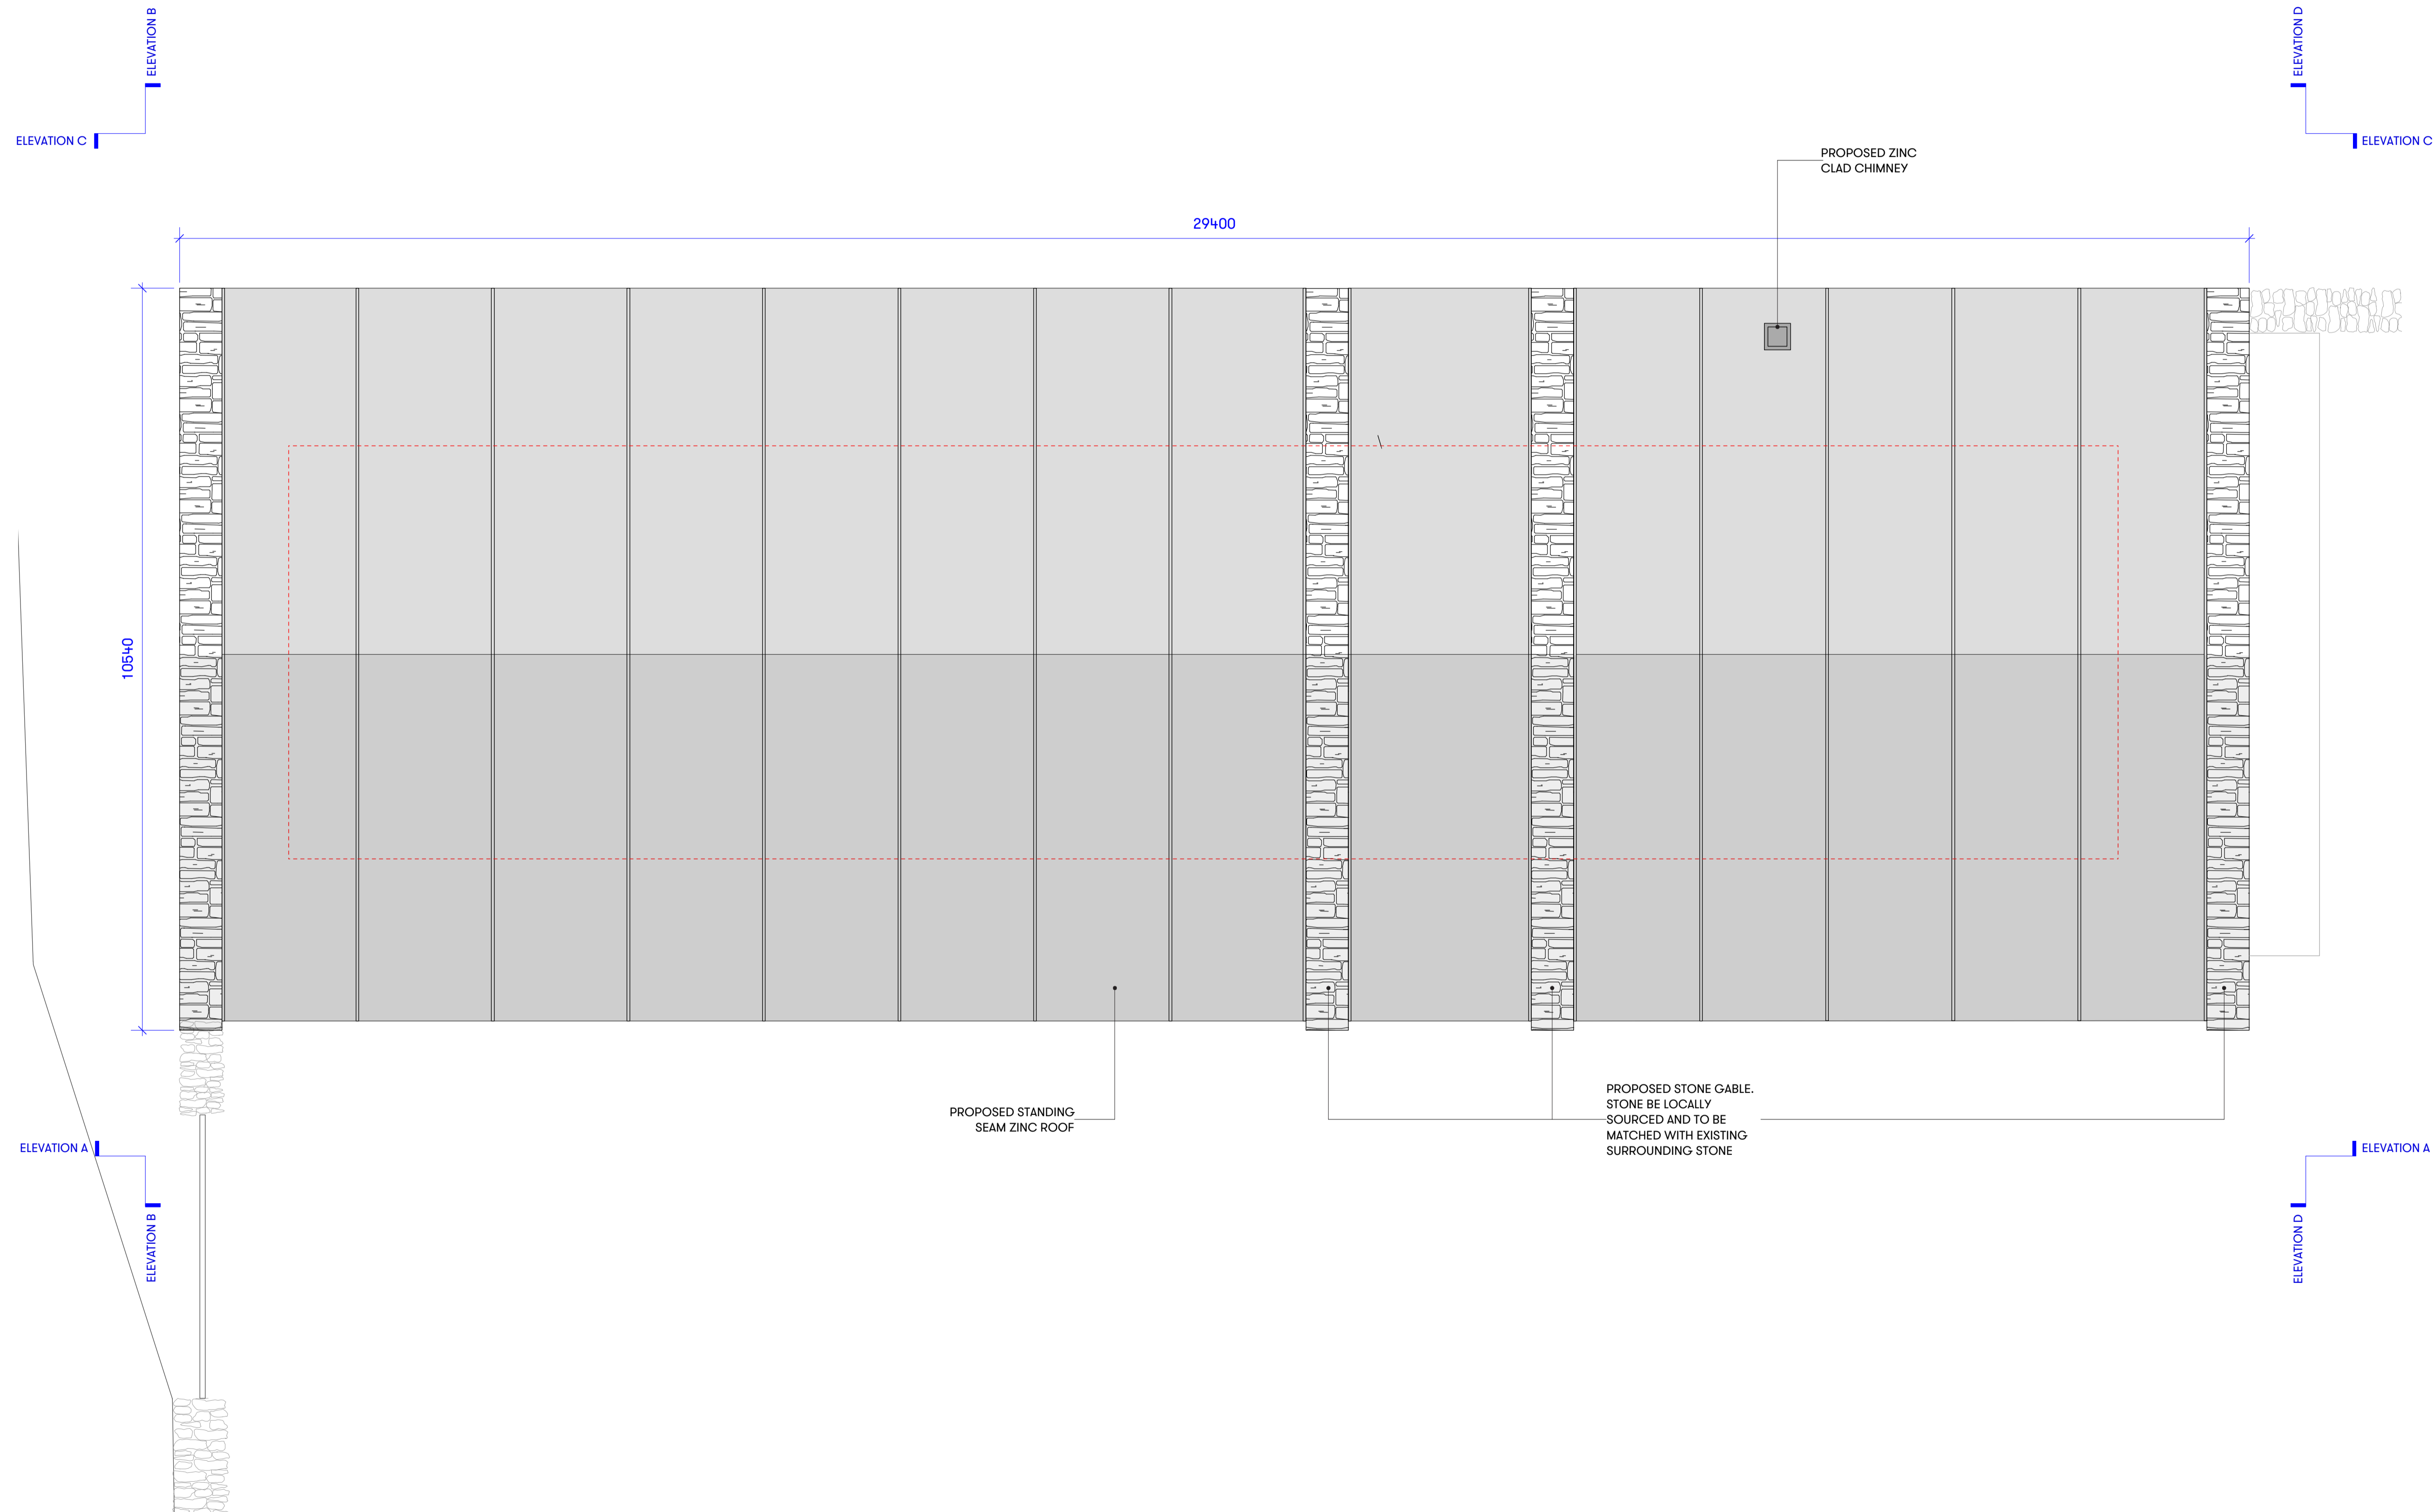 ELEVATION B
ELEVATION D
ELEVATION C
ELEVATION C
PROPOSED ZINC
CLAD CHIMNEY
29400
10540
PROPOSED STANDING
SEAM ZINC ROOF
PROPOSED STONE GABLE.
STONE BE LOCALLY
SOURCED AND TO BE
MATCHED WITH EXISTING
SURROUNDING STONE
ELEVATION A
ELEVATION A
ELEVATION B
ELEVATION D